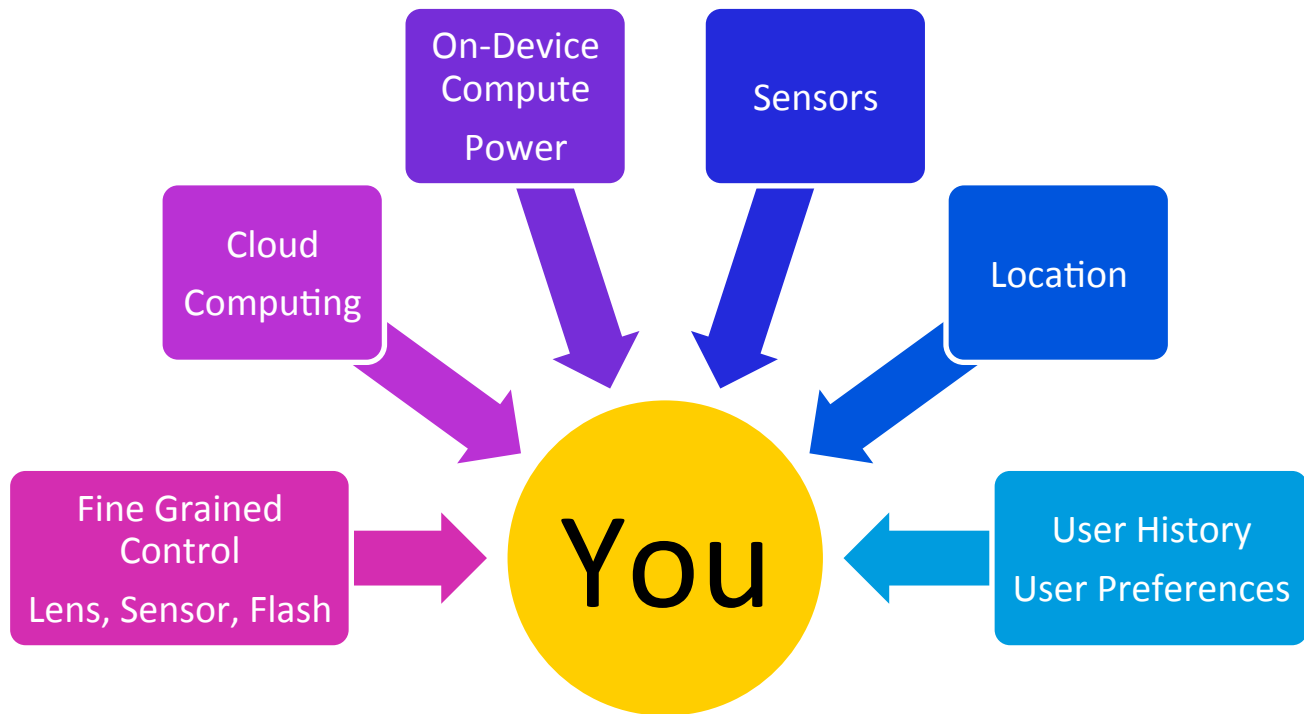 On-Device
Compute
Power
Sensors
Cloud
Computing
Location
Fine Grained
Control
Lens, Sensor, Flash
You
User History
User Preferences